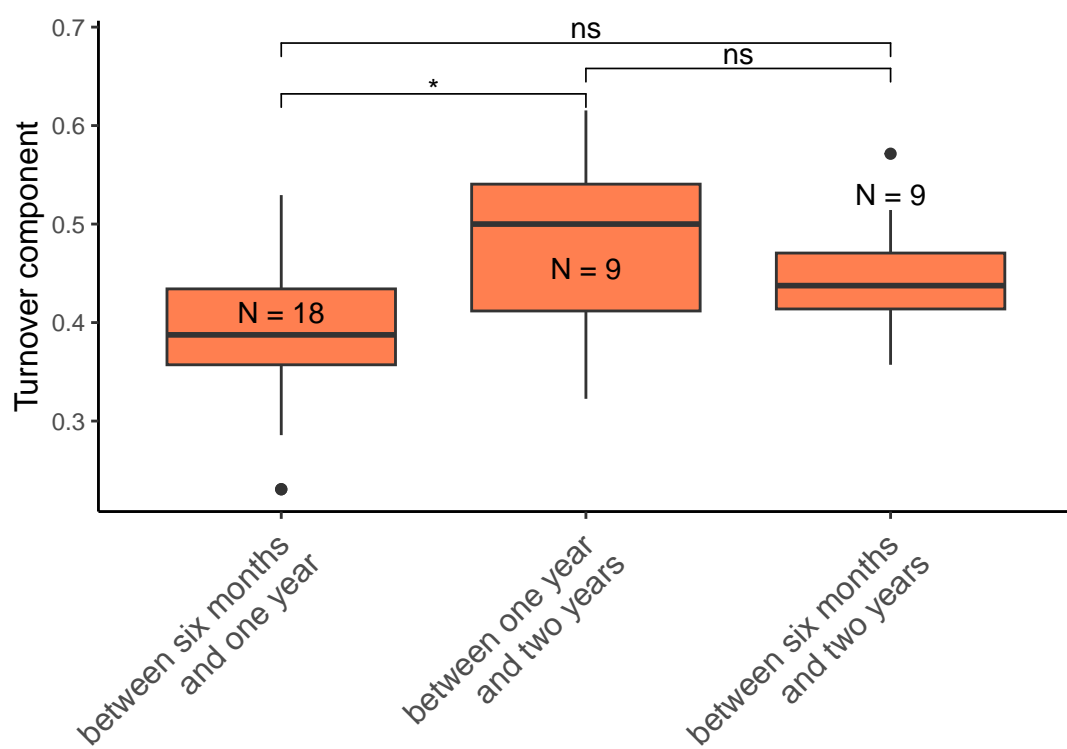 0.7
0.6
0.5
0.4
0.3
Turnover component
ns
ns
*
N = 18
N = 9
N = 9
between six months
and one year
between one year
and two years
between six months
and two years